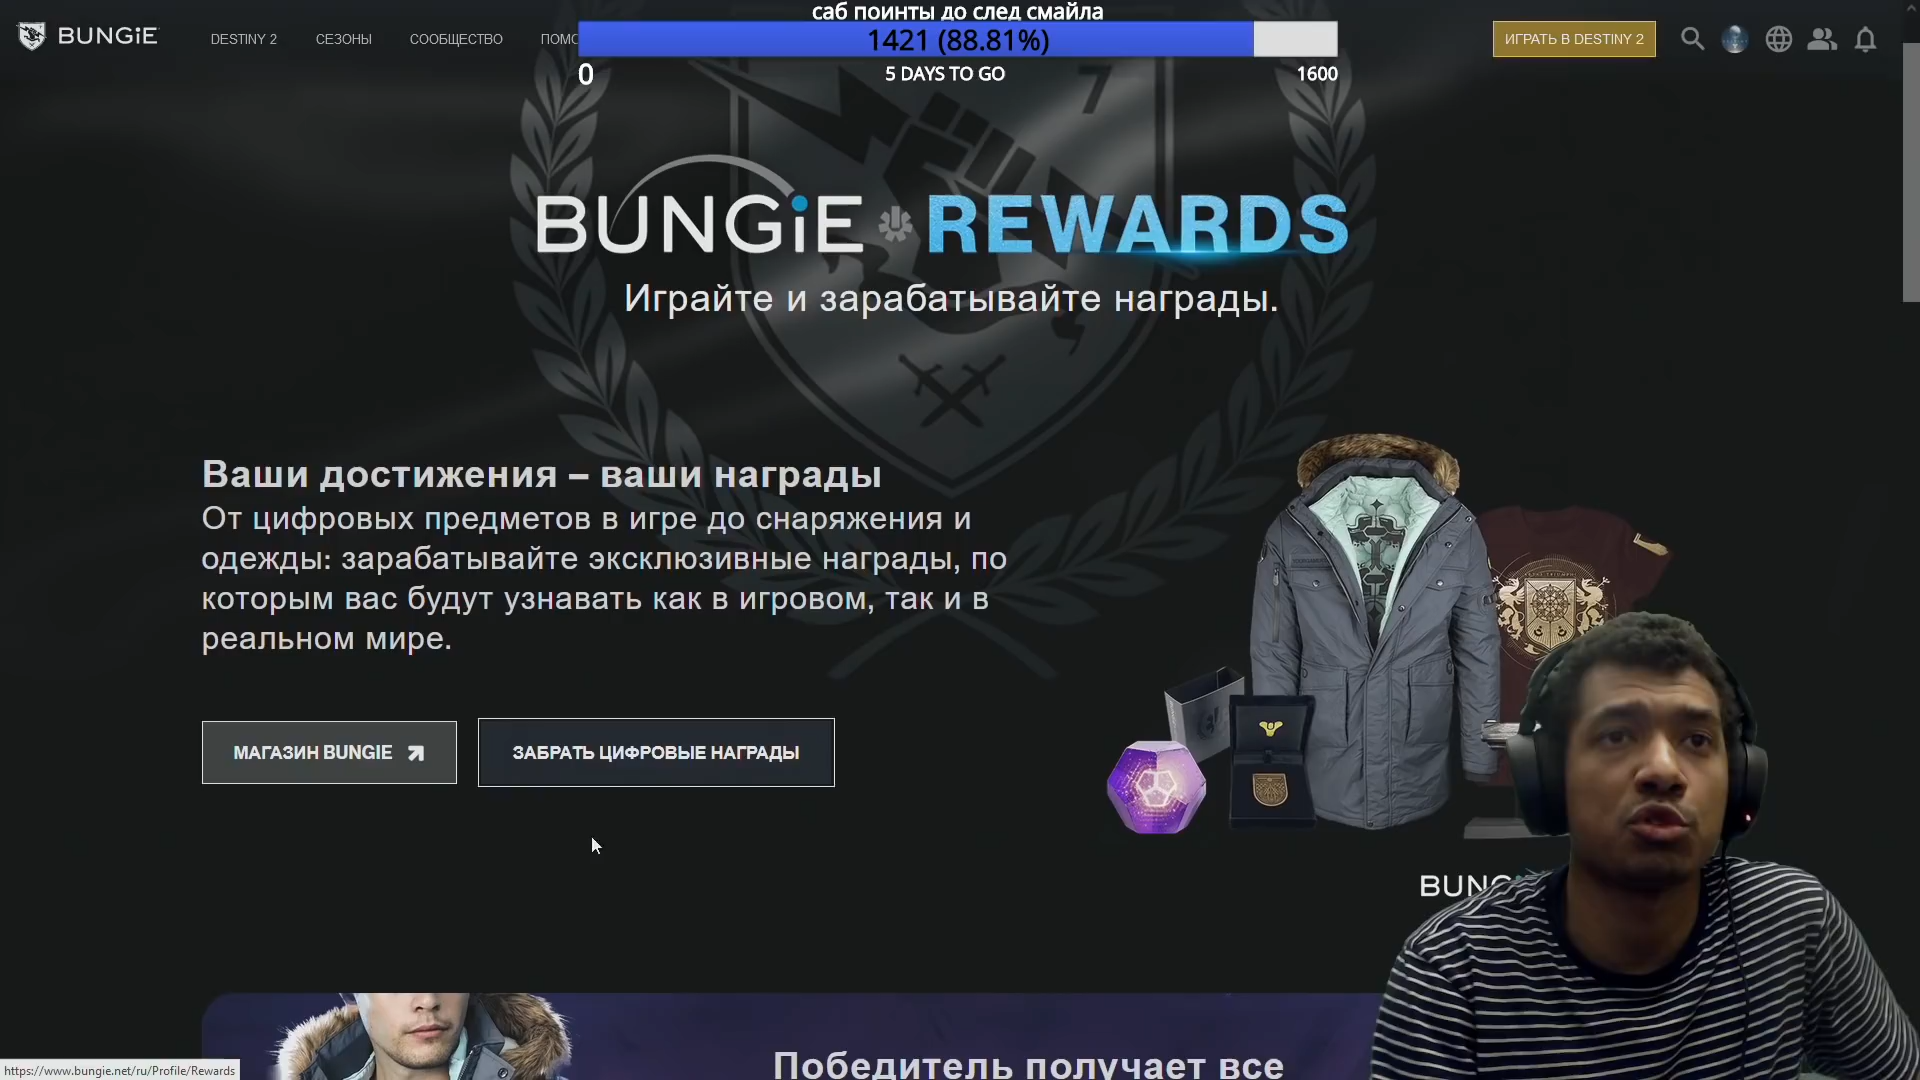 саб поинты до след смайла
BUNGiE
DESTINY 2
СЕЗОНЫ
СООБЩЕСТВО
1421 (88.81%)
ИГРАТЬ В DESTINY 2
0
5 DAYS TO GO
1600
7
BUNGiE REWARDS
Играйте и зарабатывайте награды.
Ваши достижения – ваши награды
От цифровых предметов в игре до снаряжения и
одежды: зарабатывайте эксклюзивные награды, по
которым вас будут узнавать как в игровом, так и в
реальном мире.
МАГАЗИН BUNGIE
ЗАБРАТЬ ЦИФРОВЫЕ НАГРАДЫ
Победитель получает все
https://www.bungie.net/ru/Profile/Rewards